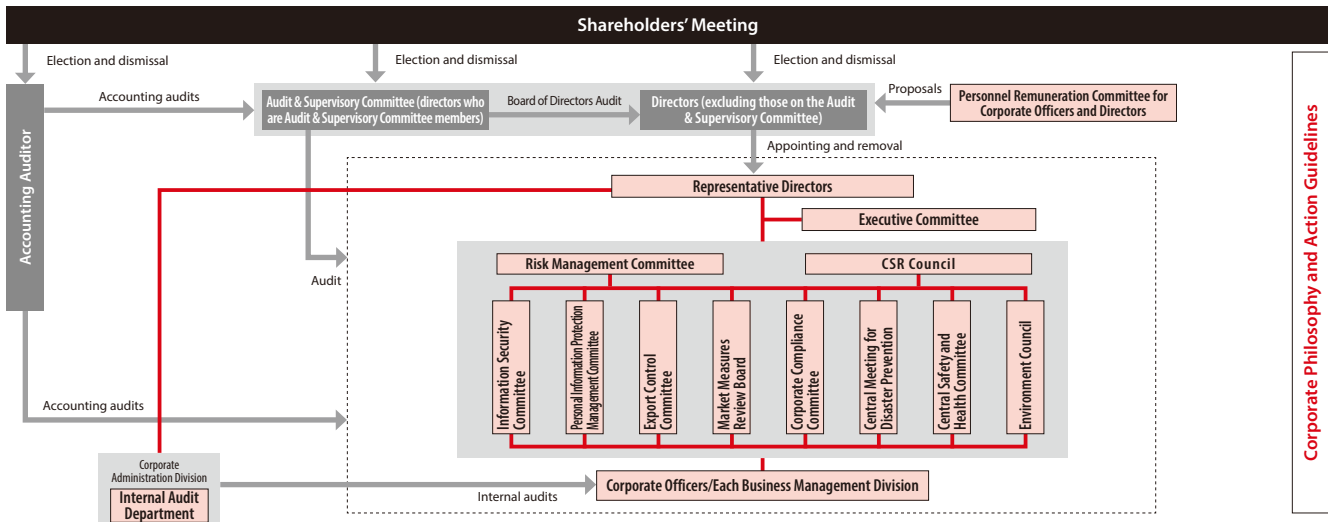 Shareholders' Meeting
Election and dismissal
Election and dismissal
Election and dismissal
Accounting Auditor
Accounting audits
Audit & Supervisory Committee (directors who
are Audit & Supervisory Committee members)
Board of Directors Audit
Directors (excluding those on the Audit
& Supervisory Committee)
Proposals
Personnel Remuneration Committee for
Corporate Officers and Directors
Appointing and removal
Representative Directors
Executive Committee
Audit
Risk Management Committee
CSR Council
Information Security
Committee
Personal Information Protection
Management Committee
Export Control
Committee
Market Measures
Review Board
Corporate Compliance
Committee
Central Meeting for
Disaster Prevention
Central Safety and
Health Committee
Environment Council
Accounting audits
Corporate
Administration Division
Internal Audit
Department
Internal audits
Corporate Officers/Each Business Management Division
Corporate Philosophy and Action Guidelines